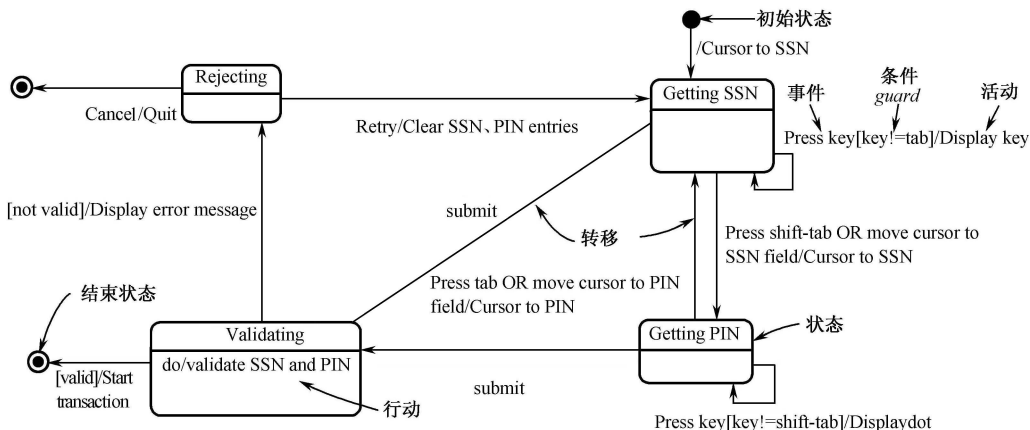 初始状态
/Cursor to SSN
Rejecting
Getting SSN
条件
事件
guard
活动
Cancel/Quit
Retry/Clear SSN、PIN entries
Press key[key!=tab]/Display key
[not valid]/Display error message
submit
转移
Press shift-tab OR move cursor to
SSN field/Cursor to SSN
Press tab OR move cursor to PIN
field/Cursor to PIN
结束状态
Validating
Getting PIN
状态
do/validate SSN and PIN
[valid]/Start
transaction
submit
行动
Press key[key!=shift-tab]/Displaydot